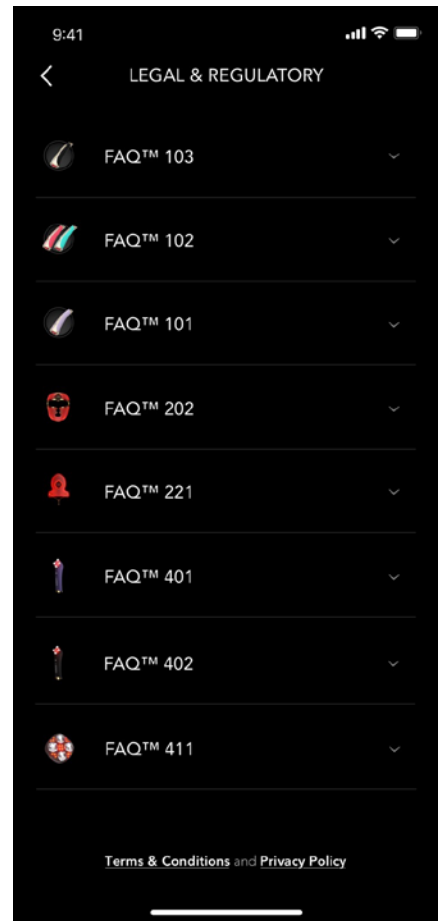 9:41
LEGAL & REGULATORY
FAQ™ 103
FAQ™ 102
FAQ™ 101
FAQ™ 202
FAQ™ 221
FAQ™ 401
FAQ™ 402
FAQ™ 411
Terms & Conditions and Privacy Policy